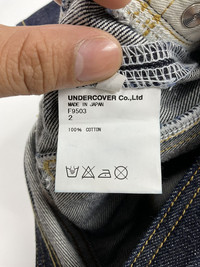 UNDERCOVER Co.,Ltd
MADE IN JAPAN
F9503
2
100% COTTON